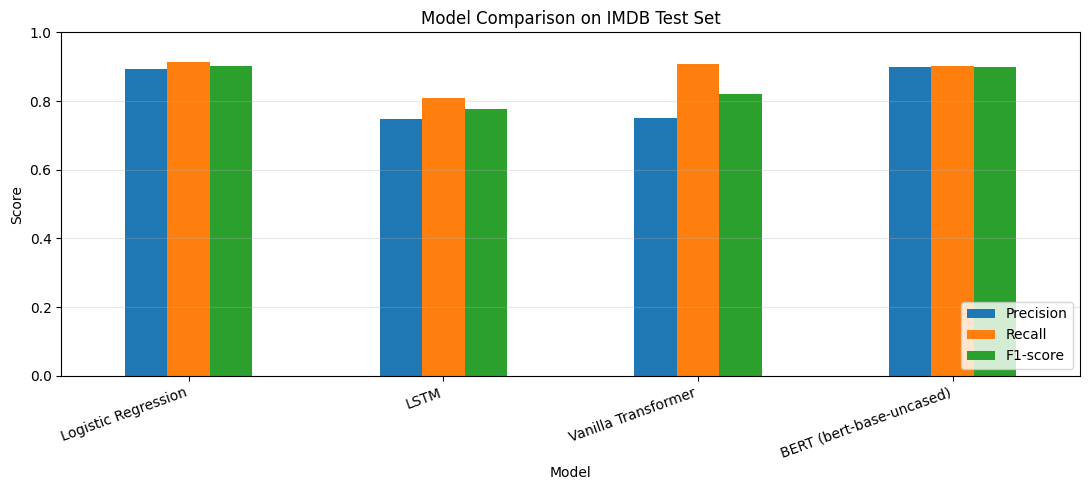 Model Comparison on IMDB Test Set
1.0
0.8
0.6
0.4
0.2
0.0
Score
Precision
Recall
F1-score
Logistic Regression
LSTM
Vanilla Transformer
BERT (bert-base-uncased)
Model